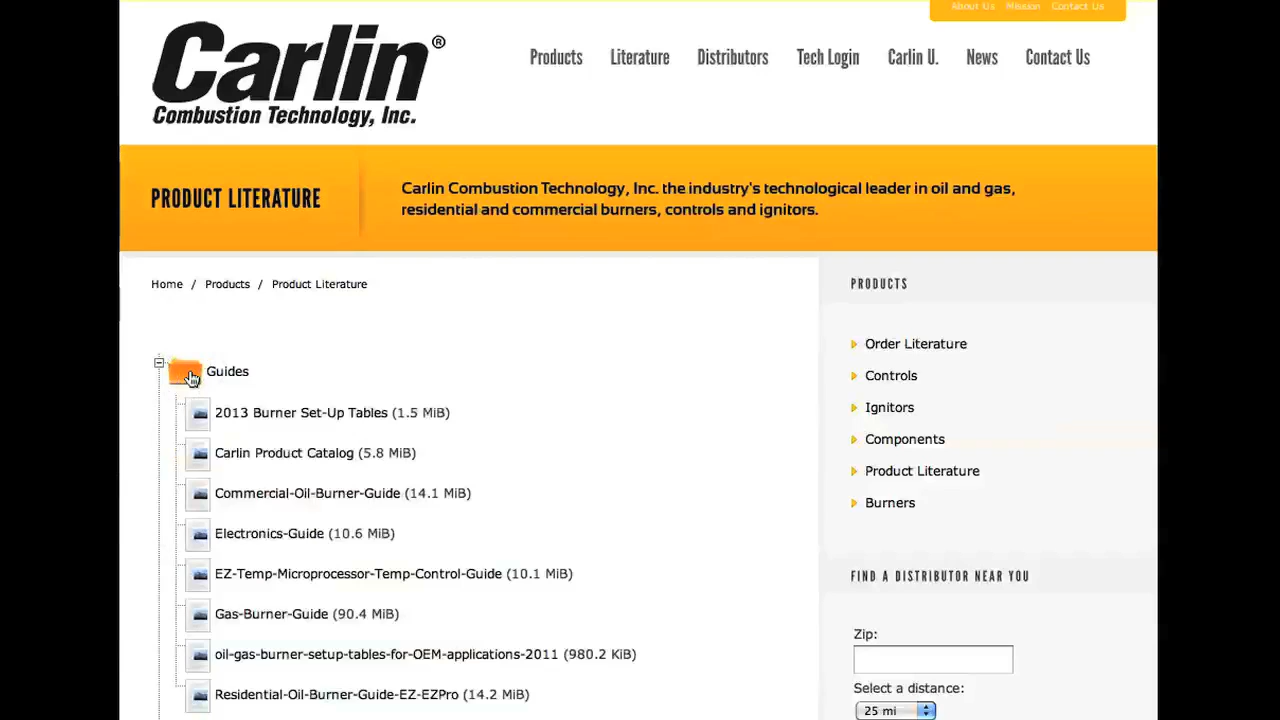 About Us Mission Contact Us
Carlin®
Combustion Technology, Inc.
Products Literature Distributors Tech Login Carlin U. News Contact Us
PRODUCT LITERATURE
Carlin Combustion Technology, Inc. the industry's technological leader in oil and gas,
residential and commercial burners, controls and ignitors.
Home / Products / Product Literature
Guides
2013 Burner Set-Up Tables (1.5 MiB)
Carlin Product Catalog (5.8 MiB)
Commercial-Oil-Burner-Guide (14.1 MiB)
Electronics-Guide (10.6 MiB)
EZ-Temp-Microprocessor-Temp-Control-Guide (10.1 MiB)
Gas-Burner-Guide (90.4 MiB)
oil-gas-burner-setup-tables-for-OEM-applications-2011 (980.2 KiB)
Residential-Oil-Burner-Guide-EZ-EZPro (14.2 MiB)
PRODUCTS
Order Literature
Controls
Ignitors
Components
Product Literature
Burners
FIND A DISTRIBUTOR NEAR YOU
Zip:
Select a distance:
25 mi